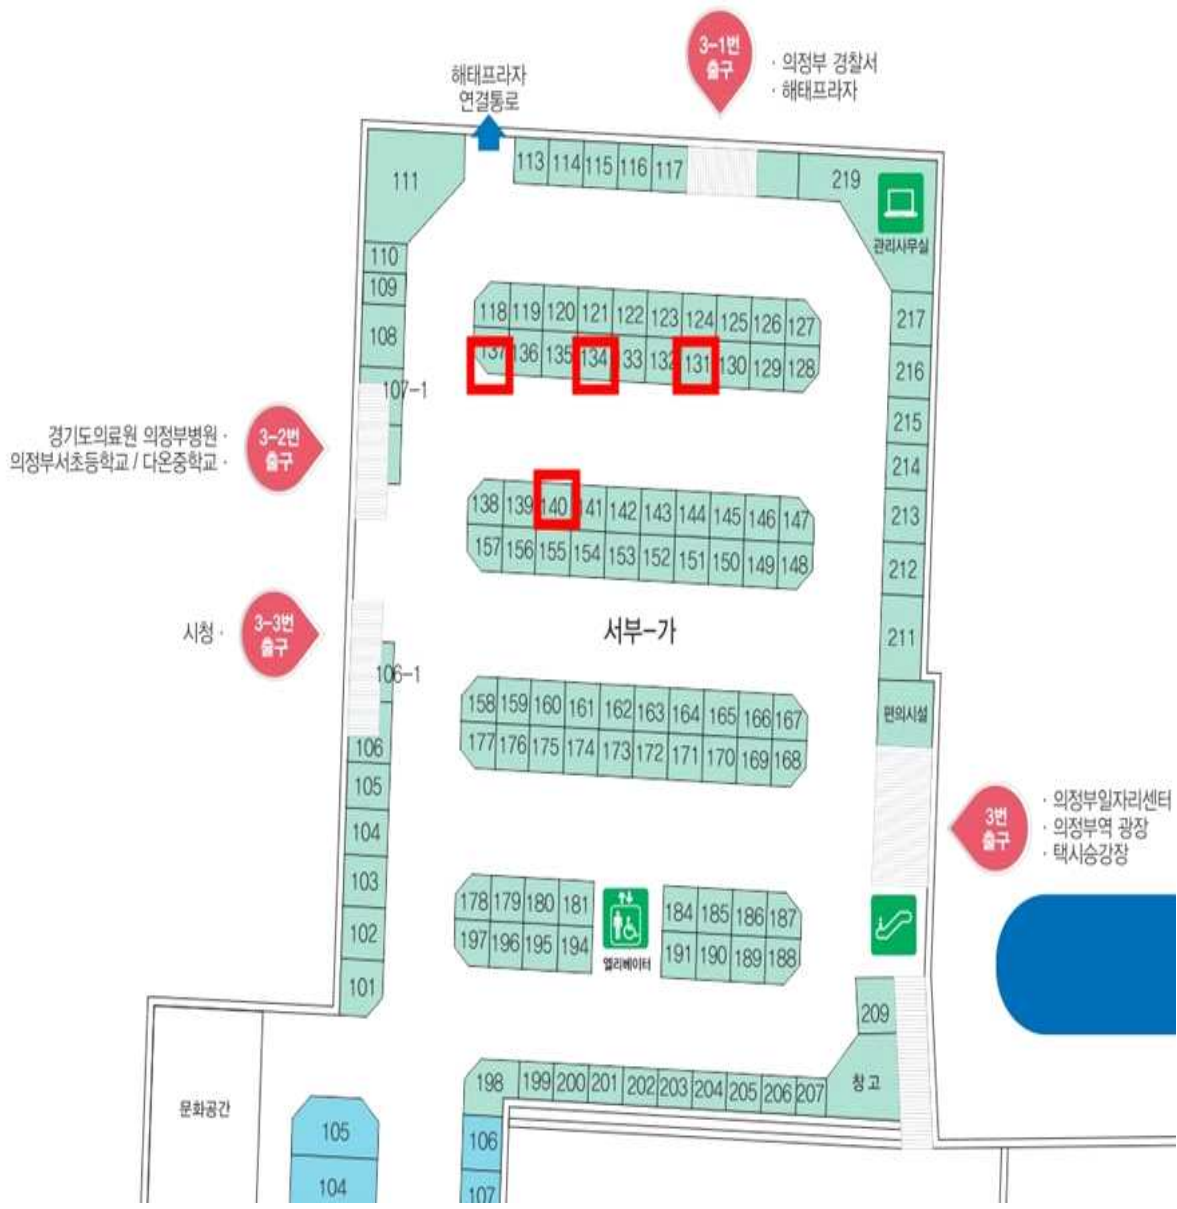 3-1번
출구
· 의정부 경찰서
· 해태프라자
해태프라자
연결통로
113 114 115 116 117
219
111
관리사무실
110
109
108
107-1
118 119 120 121 122 123 124 125 126 127
137 136 135 134 33 132 131 130 129 128
217
216
215
214
213
212
211
경기도의료원 의정부병원 ·
의정부서초등학교 / 다온중학교 ·
3-2번
출구
138 139 140 141 142 143 144 145 146 147
157 156 155 154 153 152 151 150 149 148
서부-가
시청 ·
3-3번
출구
106-1
106
105
104
103
102
101
158 159 160 161 162 163 164 165 166 167
177 176 175 174 173 172 171 170 169 168
편의시설
3번
출구
· 의정부일자리센터
· 의정부역 광장
· 택시승강장
178 179 180 181 184 185 186 187
197 196 195 194 191 190 189 188
엘리베이터
209
창고
198 199 200 201 202 203 204 205 206 207
문화공간
105
104
106
107